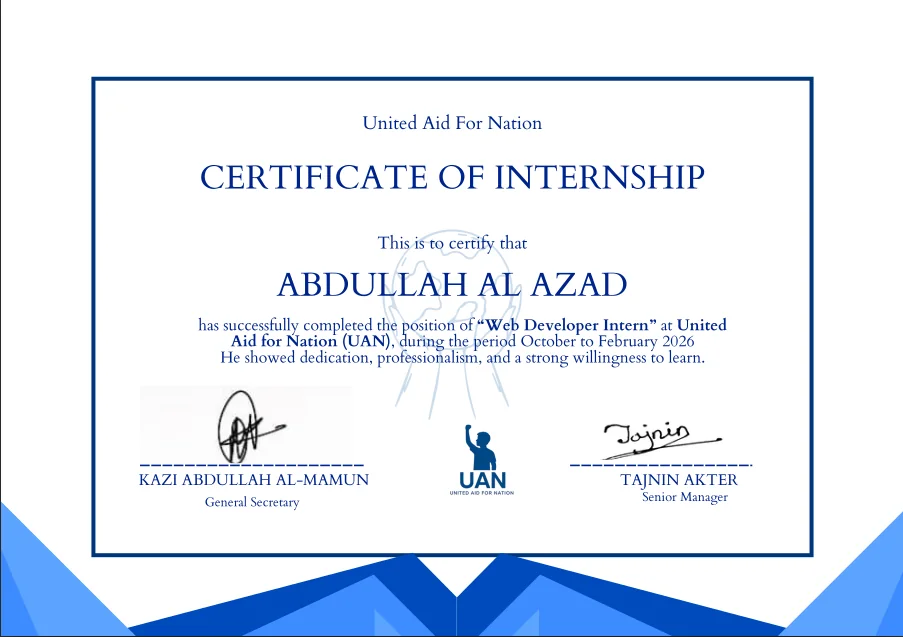 United Aid For Nation
CERTIFICATE OF INTERNSHIP
This is to certify that
ABDULLAH AL AZAD
has successfully completed the position of “Web Developer Intern” at United
Aid for Nation (UAN), during the period October to February 2026
He showed dedication, professionalism, and a strong willingness to learn.
Tajnin
KAZI ABDULLAH AL-MAMUN
General Secretary
UAN
UNITED AID FOR NATION
TAJNIN AKTER
Senior Manager